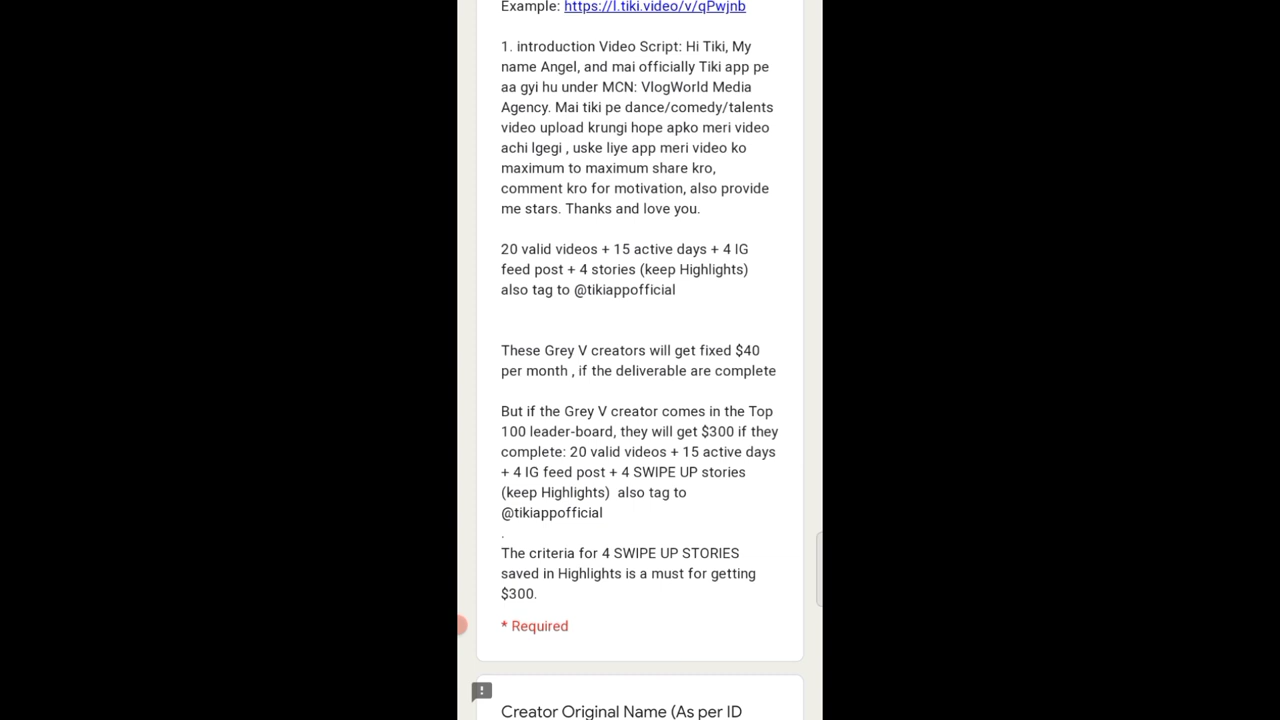 Example: https://l.tiki.video/v/qPwjnb
1. introduction Video Script: Hi Tiki, My
name Angel, and mai officially Tiki app pe
aa gyi hu under MCN: VlogWorld Media
Agency. Mai tiki pe dance/comedy/talents
video upload krungi hope apko meri video
achi lgegi , uske liye app meri video ko
maximum to maximum share kro,
comment kro for motivation, also provide
me stars. Thanks and love you.
20 valid videos + 15 active days + 4 IG
feed post + 4 stories (keep Highlights)
also tag to @tikiappofficial
These Grey V creators will get fixed $40
per month , if the deliverable are complete
But if the Grey V creator comes in the Top
100 leader-board, they will get $300 if they
complete: 20 valid videos + 15 active days
+ 4 IG feed post + 4 SWIPE UP stories
(keep Highlights)  also tag to
@tikiappofficial
.
The criteria for 4 SWIPE UP STORIES
saved in Highlights is a must for getting
$300.
* Required
Creator Original Name (As per ID